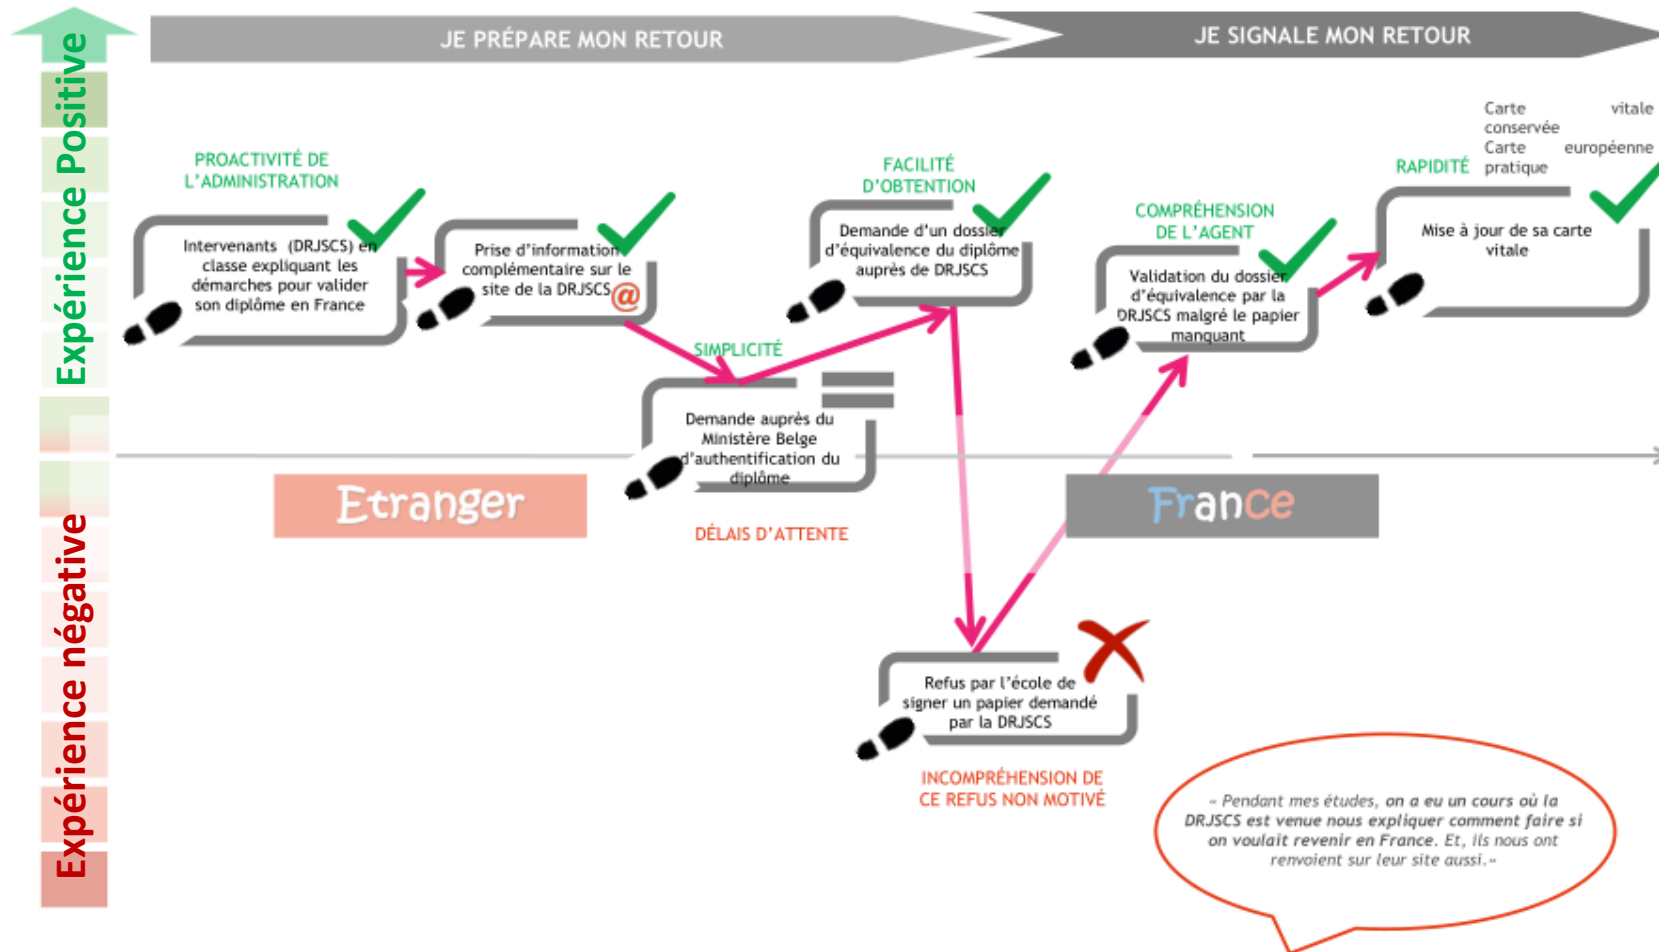 JE PRÉPARE MON RETOUR
JE SIGNALE MON RETOUR
Expérience Positive
Expérience négative
PROACTIVITÉ DE
L'ADMINISTRATION
Intervenants (DRJSCS) en
classe expliquant les
démarches pour valider
son diplôme en France
Prise d'information
complémentaire sur le
site de la DRJSCS
@
SIMPLICITÉ
Demande auprès du
Ministère Belge
d'authentification du
diplôme
DÉLAIS D'ATTENTE
FACILITÉ
D'OBTENTION
Demande d'un dossier
d'équivalence du diplôme
auprès de DRJSCS
Refus par l'école de
signer un papier demandé
par la DRJSCS
INCOMPRÉHENSION DE
CE REFUS NON MOTIVÉ
COMPRÉHENSION
DE L'AGENT
Validation du dossier
d'équivalence par la
DRJSCS malgré le papier
manquant
RAPIDITÉ
Carte vitale
conservée
Carte européenne
pratique
Mise à jour de sa carte
vitale
Etranger
France
« Pendant mes études, on a eu un cours où la
DRJSCS est venue nous expliquer comment faire si
on voulait revenir en France. Et, ils nous ont
renvoient sur leur site aussi.»